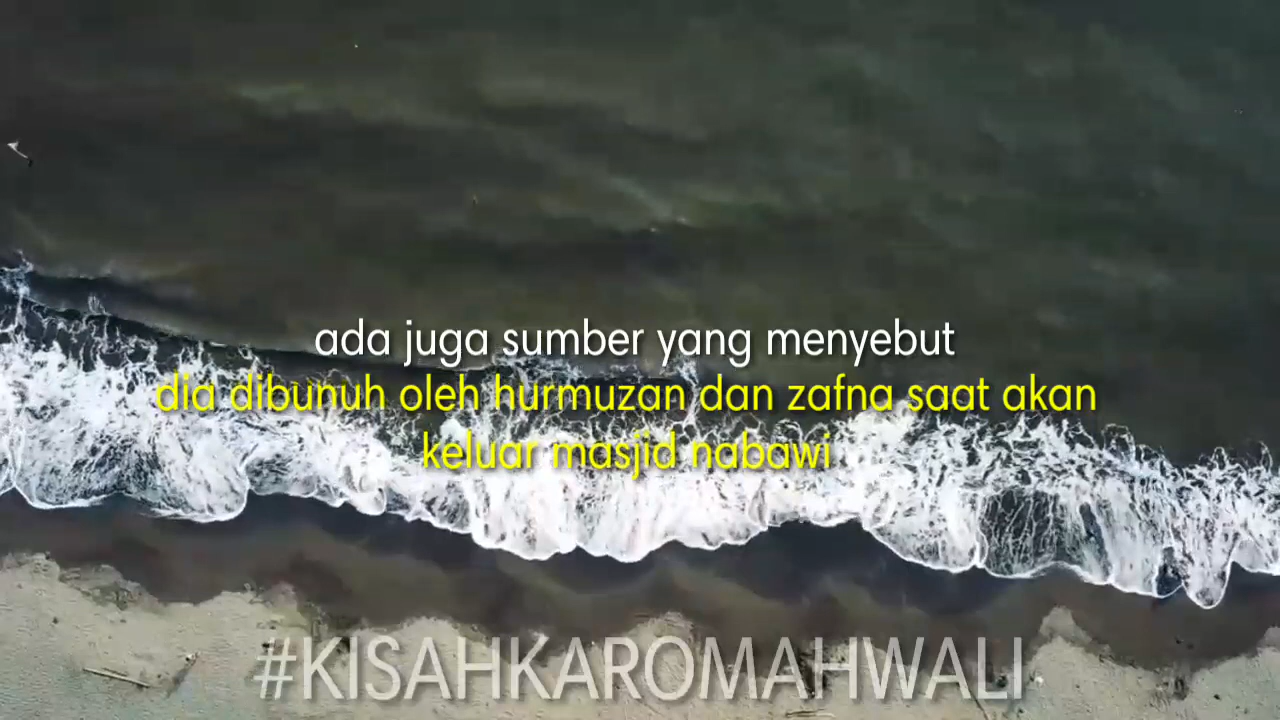 ada juga sumber yang menyebut
dia dibunuh oleh hurmuzan dan zafna saat akan
keluar masjid nabawi
#KISAHKAROMAHWALI